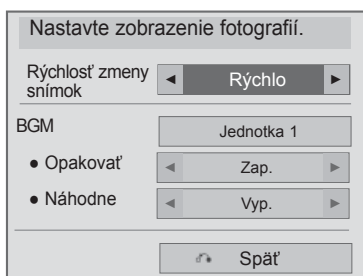 Nastavte zobrazenie fotografií.
Rýchlosť zmeny
snímok
◄ Rýchlo ►
BGM
Jednotka 1
● Opakovať
◄ Zap. ►
● Náhodne
◄ Vyp. ►
Späť